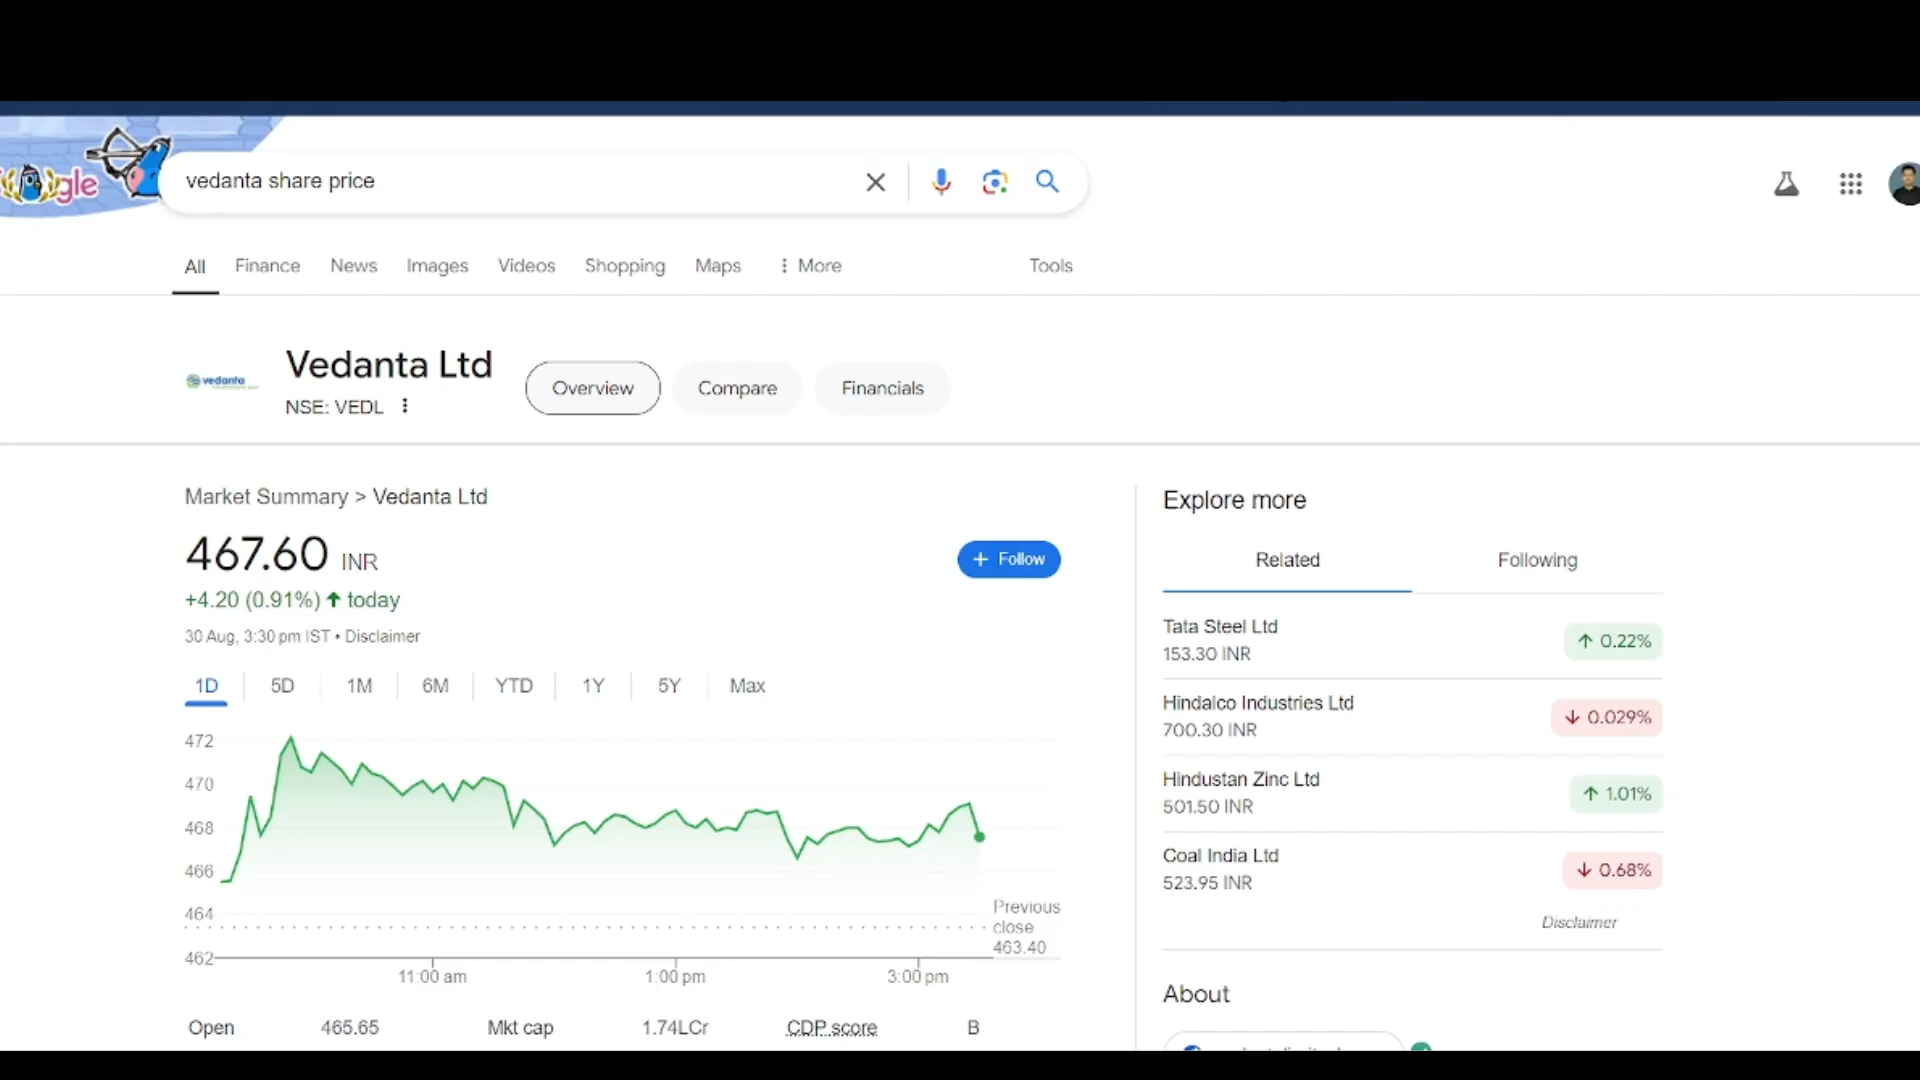 gle
vedanta share price
All Finance News Images Videos Shopping Maps More Tools
vedanta
Vedanta Ltd
NSE: VEDL
Overview Compare Financials
Market Summary > Vedanta Ltd
467.60 INR
+ Follow
+4.20 (0.91%) ↑ today
30 Aug, 3:30 pm IST • Disclaimer
1D 5D 1M 6M YTD 1Y 5Y Max
472
470
468
466
464
462
Previous
close
463.40
11:00 am 1:00 pm 3:00 pm
Open 465.65 Mkt cap 1.74LCr CDP score B
Explore more
Related Following
Tata Steel Ltd
153.30 INR
↑ 0.22%
Hindalco Industries Ltd
700.30 INR
↓ 0.029%
Hindustan Zinc Ltd
501.50 INR
↑ 1.01%
Coal India Ltd
523.95 INR
↓ 0.68%
Disclaimer
About